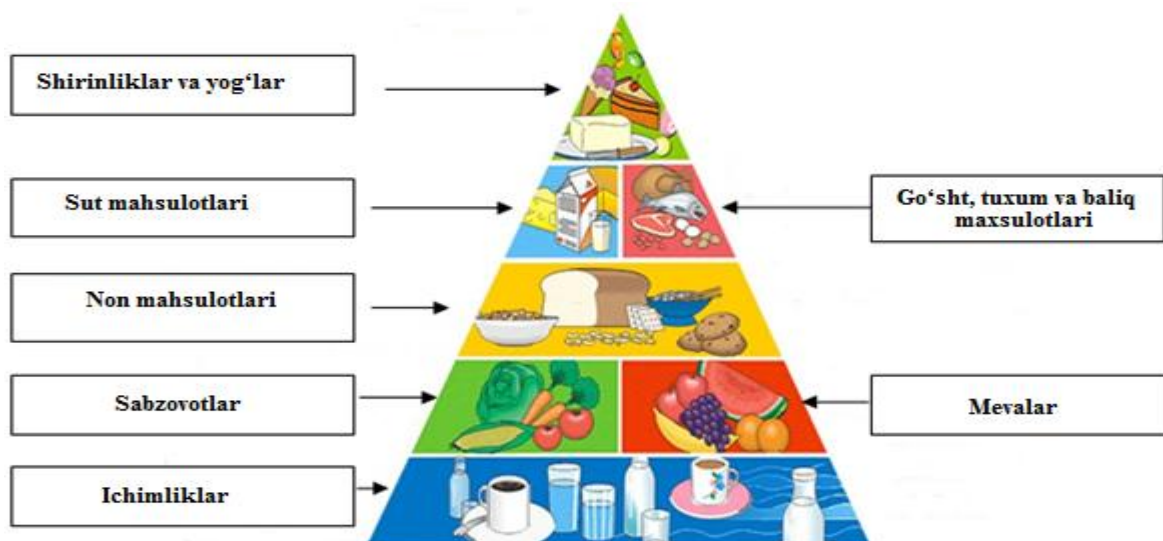 Shirinliklar va yog‘lar
Sut mahsulotlari
Go‘sht, tuxum va baliq
maxsulotlari
Non mahsulotlari
Sabzovotlar
Mevalar
Ichimliklar